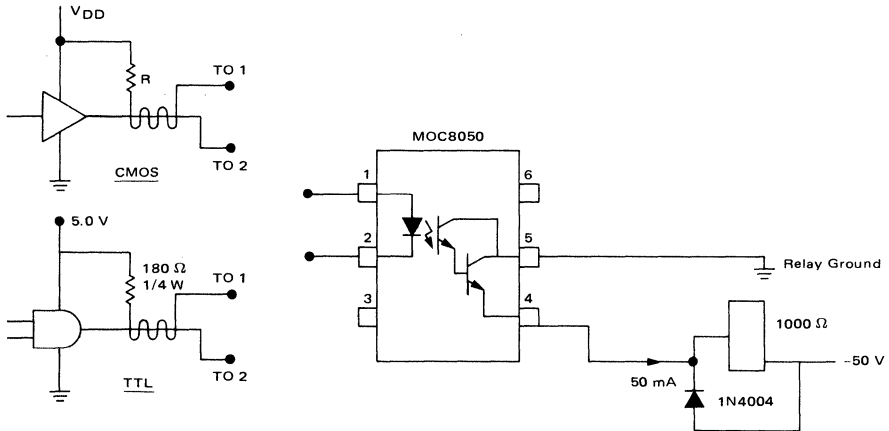 VDD
R
TO 1
TO 2
CMOS
5.0 V
180 Ω
1/4 W
TO 1
TO 2
TTL
MOC8050
1
2
3
6
5
4
Relay Ground
50 mA
1000 Ω
1N4004
−50 V